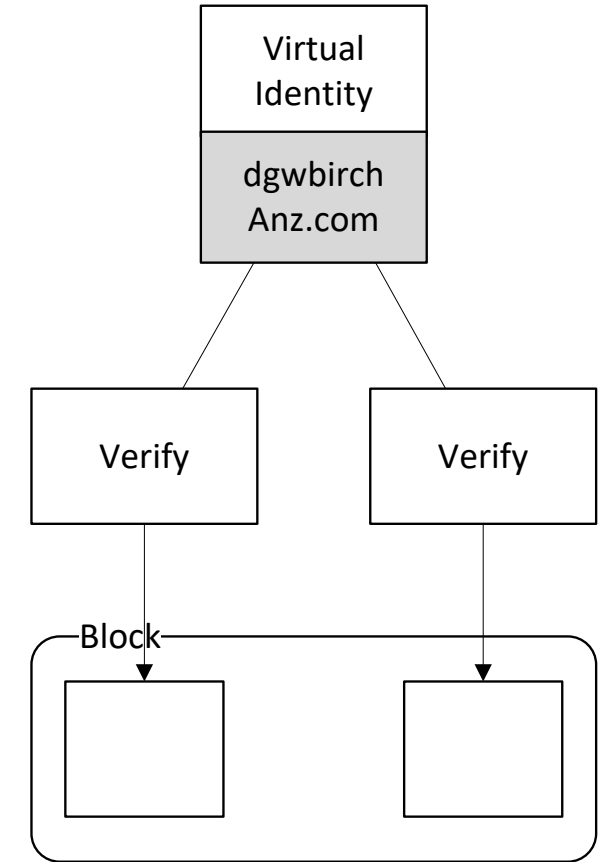 Virtual
Identity
dgwbirch
Anz.com
Verify
Verify
Block